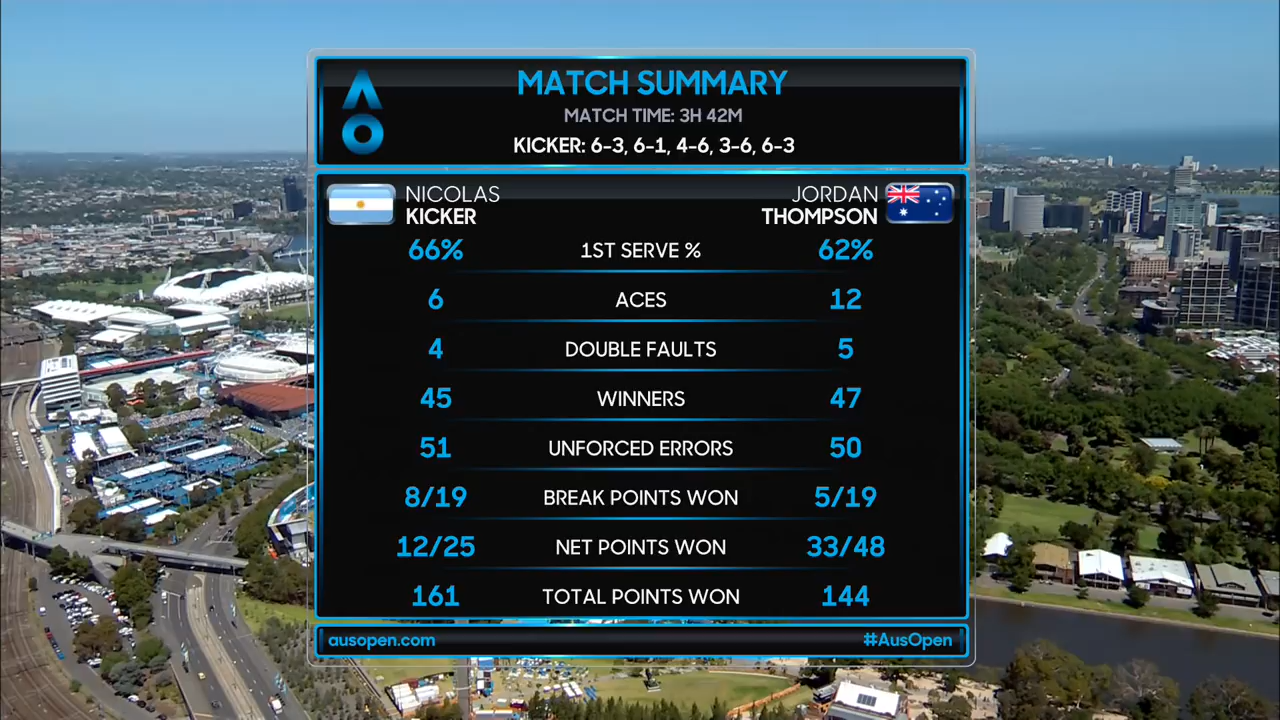 MATCH SUMMARY
MATCH TIME: 3H 42M
KICKER: 6-3, 6-1, 4-6, 3-6, 6-3
NICOLAS KICKER
JORDAN THOMPSON
66% 1ST SERVE % 62%
6 ACES 12
4 DOUBLE FAULTS 5
45 WINNERS 47
51 UNFORCED ERRORS 50
8/19 BREAK POINTS WON 5/19
12/25 NET POINTS WON 33/48
161 TOTAL POINTS WON 144
ausopen.com #AusOpen